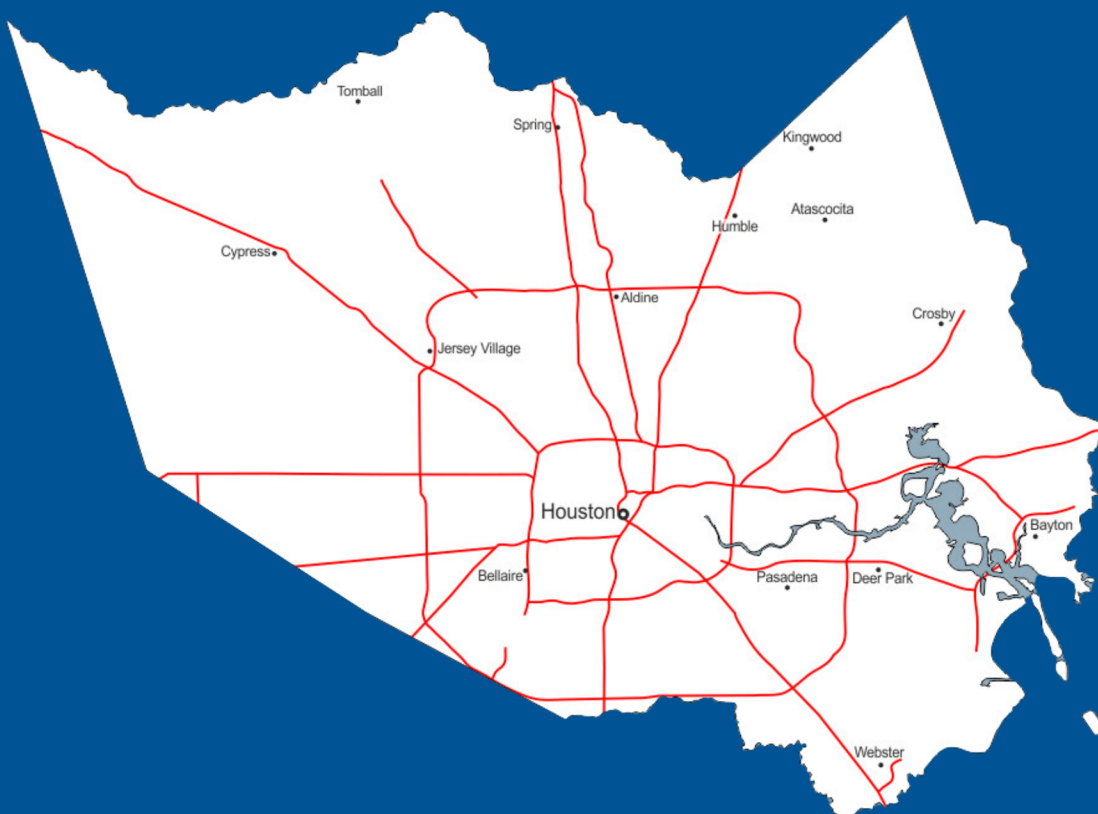 Tomball
Spring
Kingwood
Atascocita
Humble
Cypress
Aldine
Crosby
Jersey Village
Houston
Bayton
Bellaire
Pasadena
Deer Park
Webster